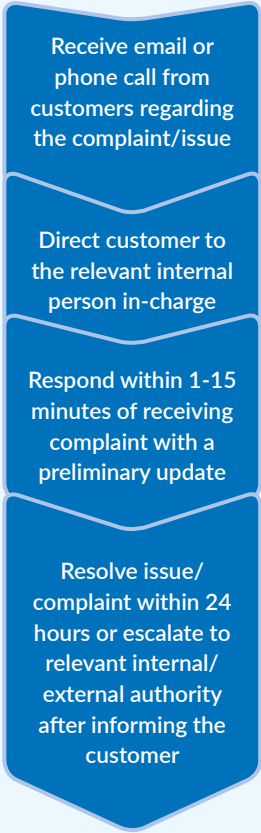 Receive email or
phone call from
customers regarding
the complaint/issue
Direct customer to
the relevant internal
person in-charge
Respond within 1-15
minutes of receiving
complaint with a
preliminary update
Resolve issue/
complaint within 24
hours or escalate to
relevant internal/
external authority
after informing the
customer